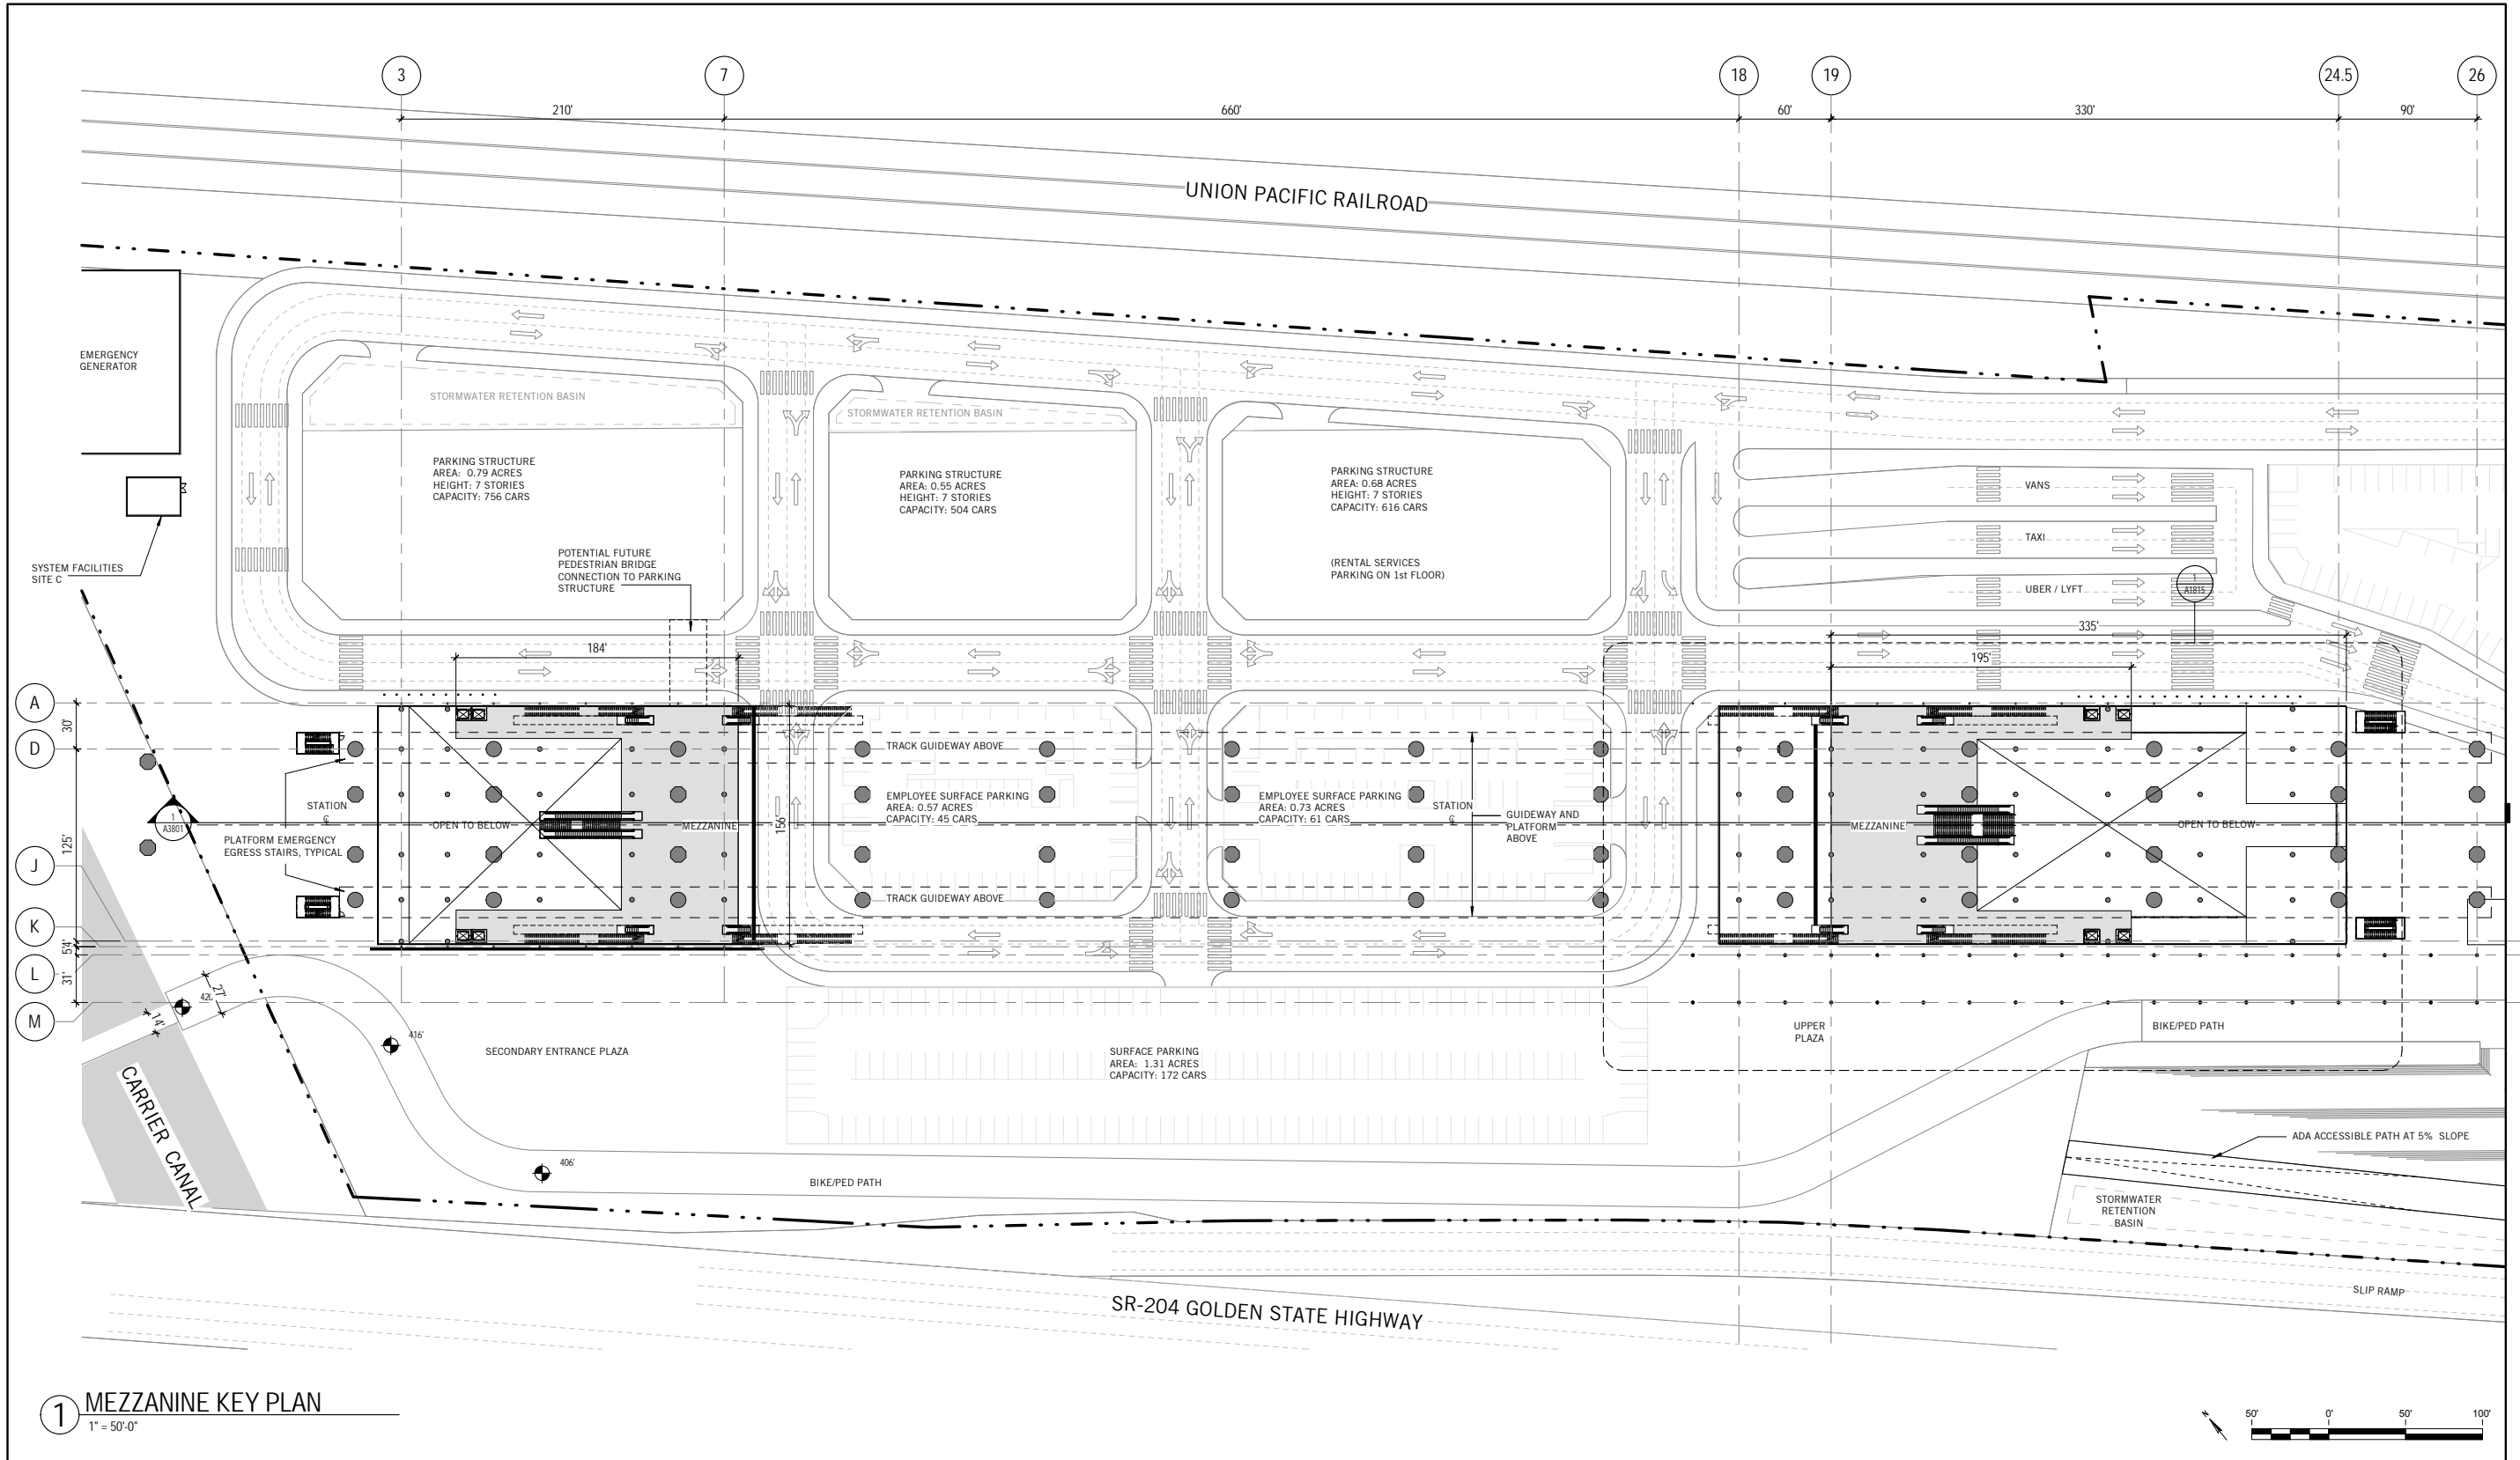 3
7
18
19
24.5
26
210'
660'
60'
330'
90'
UNION PACIFIC RAILROAD
EMERGENCY
GENERATOR
STORMWATER RETENTION BASIN
STORMWATER RETENTION BASIN
PARKING STRUCTURE
AREA: 0.79 ACRES
HEIGHT: 7 STORIES
CAPACITY: 756 CARS
PARKING STRUCTURE
AREA: 0.55 ACRES
HEIGHT: 7 STORIES
CAPACITY: 504 CARS
PARKING STRUCTURE
AREA: 0.68 ACRES
HEIGHT: 7 STORIES
CAPACITY: 616 CARS
(RENTAL SERVICES
PARKING ON 1st FLOOR)
VANS
TAXI
UBER / LYFT
1
A1815
SYSTEM FACILITIES
SITE C
POTENTIAL FUTURE
PEDESTRIAN BRIDGE
CONNECTION TO PARKING
STRUCTURE
184'
335'
195'
A
30'
D
125'
J
K
5'4'
L
31'
M
TRACK GUIDEWAY ABOVE
1
A3801
STATION
℄
PLATFORM EMERGENCY
EGRESS STAIRS, TYPICAL
OPEN TO BELOW
MEZZANINE
156'
EMPLOYEE SURFACE PARKING
AREA: 0.57 ACRES
CAPACITY: 45 CARS
EMPLOYEE SURFACE PARKING
AREA: 0.73 ACRES
CAPACITY: 61 CARS
STATION
℄
GUIDEWAY AND
PLATFORM
ABOVE
MEZZANINE
OPEN TO BELOW
TRACK GUIDEWAY ABOVE
27'
14'
416'
SECONDARY ENTRANCE PLAZA
SURFACE PARKING
AREA: 1.31 ACRES
CAPACITY: 172 CARS
UPPER
PLAZA
BIKE/PED PATH
CARRIER CANAL
406'
BIKE/PED PATH
ADA ACCESSIBLE PATH AT 5% SLOPE
STORMWATER
RETENTION
BASIN
SLIP RAMP
SR-204 GOLDEN STATE HIGHWAY
1 MEZZANINE KEY PLAN
1" = 50'-0"
N
50' 0' 50' 100'